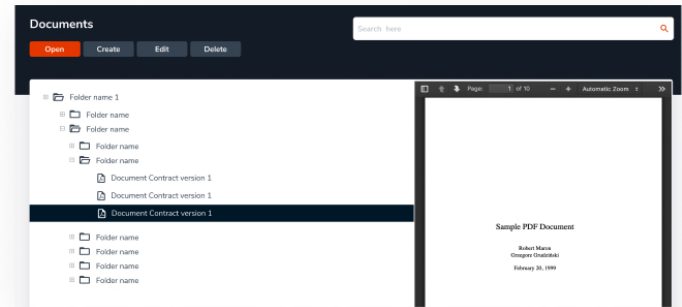 Documents
Search here
Open Create Edit Delete
Folder name 1
Folder name
Folder name
Folder name
Folder name
Document Contract version 1
Document Contract version 1
Document Contract version 1
Folder name
Folder name
Folder name
Folder name
Page: 1 of 10 − + Automatic Zoom
Sample PDF Document
Robert Maron
Grzegorz Grudziński
February 20, 1999